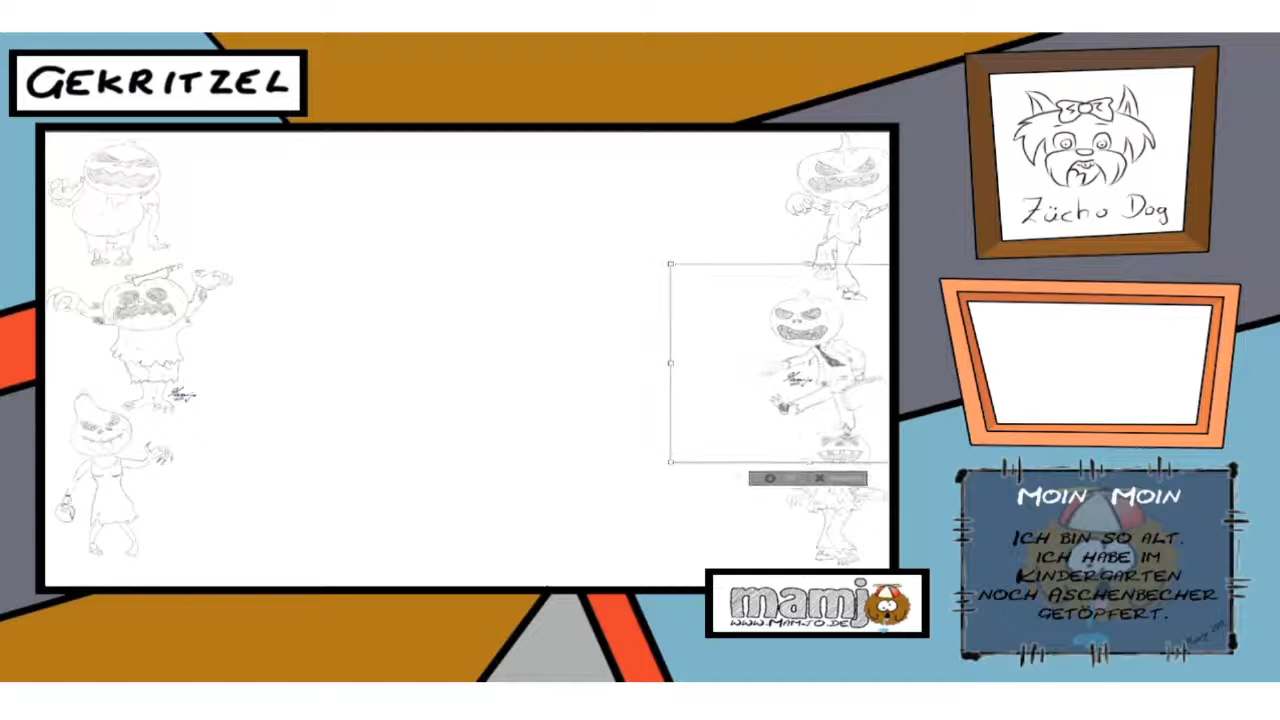 GEKRITZEL
Zücho Dog
MOIN MOIN
ICH BIN SO ALT.
ICH HABE IM
KINDERGARTEN
NOCH ASCHENBECHER
GETÖPFERT.
mamjo
WWW.MAMJO.DE